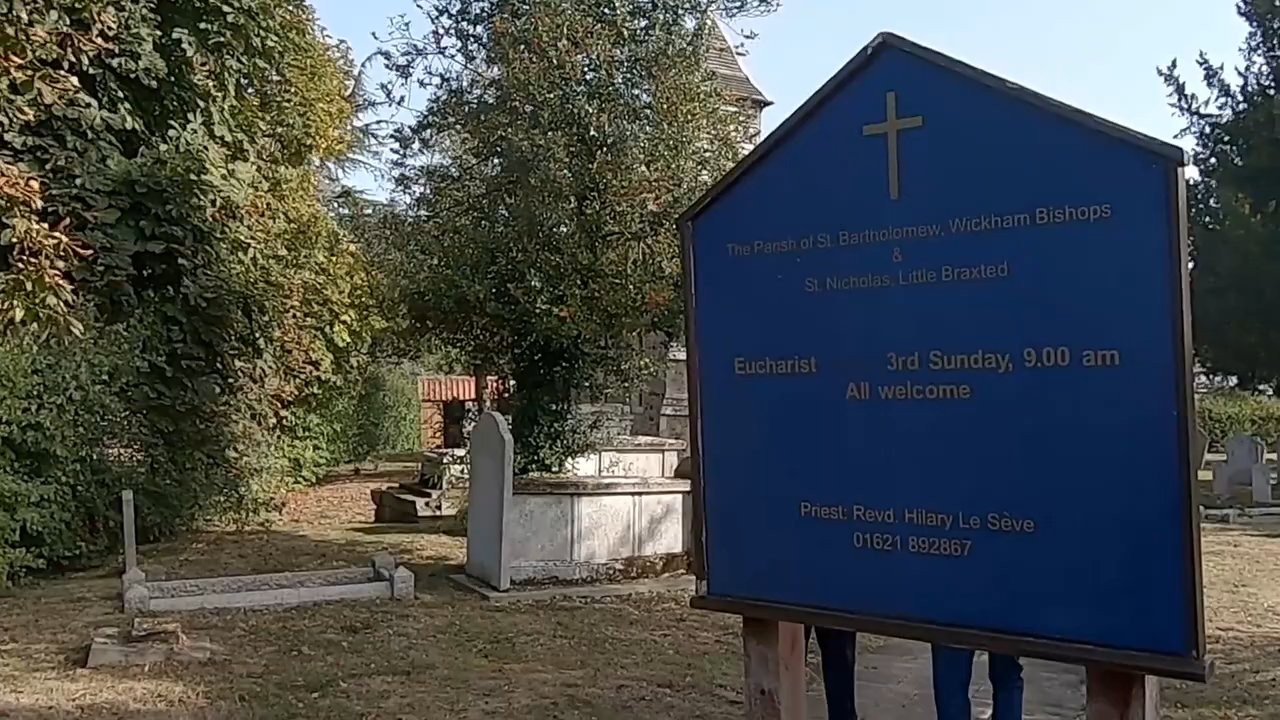 The Parish of St. Bartholomew, Wickham Bishops
&
St. Nicholas, Little Braxted
Eucharist 3rd Sunday, 9.00 am
All welcome
Priest: Revd. Hilary Le Sève
01621 892867